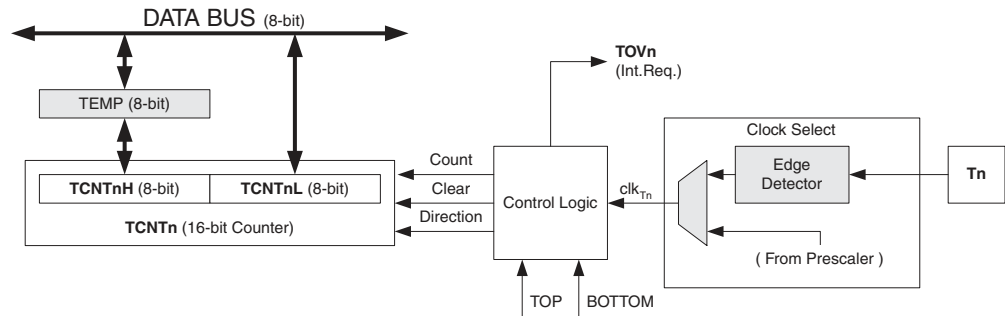 DATA BUS (8-bit)
TOVn
(Int.Req.)
TEMP (8-bit)
Clock Select
Count
Edge
Detector
TCNTnH (8-bit) TCNTnL (8-bit)
Clear
Control Logic
clkTn
Tn
TCNTn (16-bit Counter)
Direction
( From Prescaler )
TOP
BOTTOM